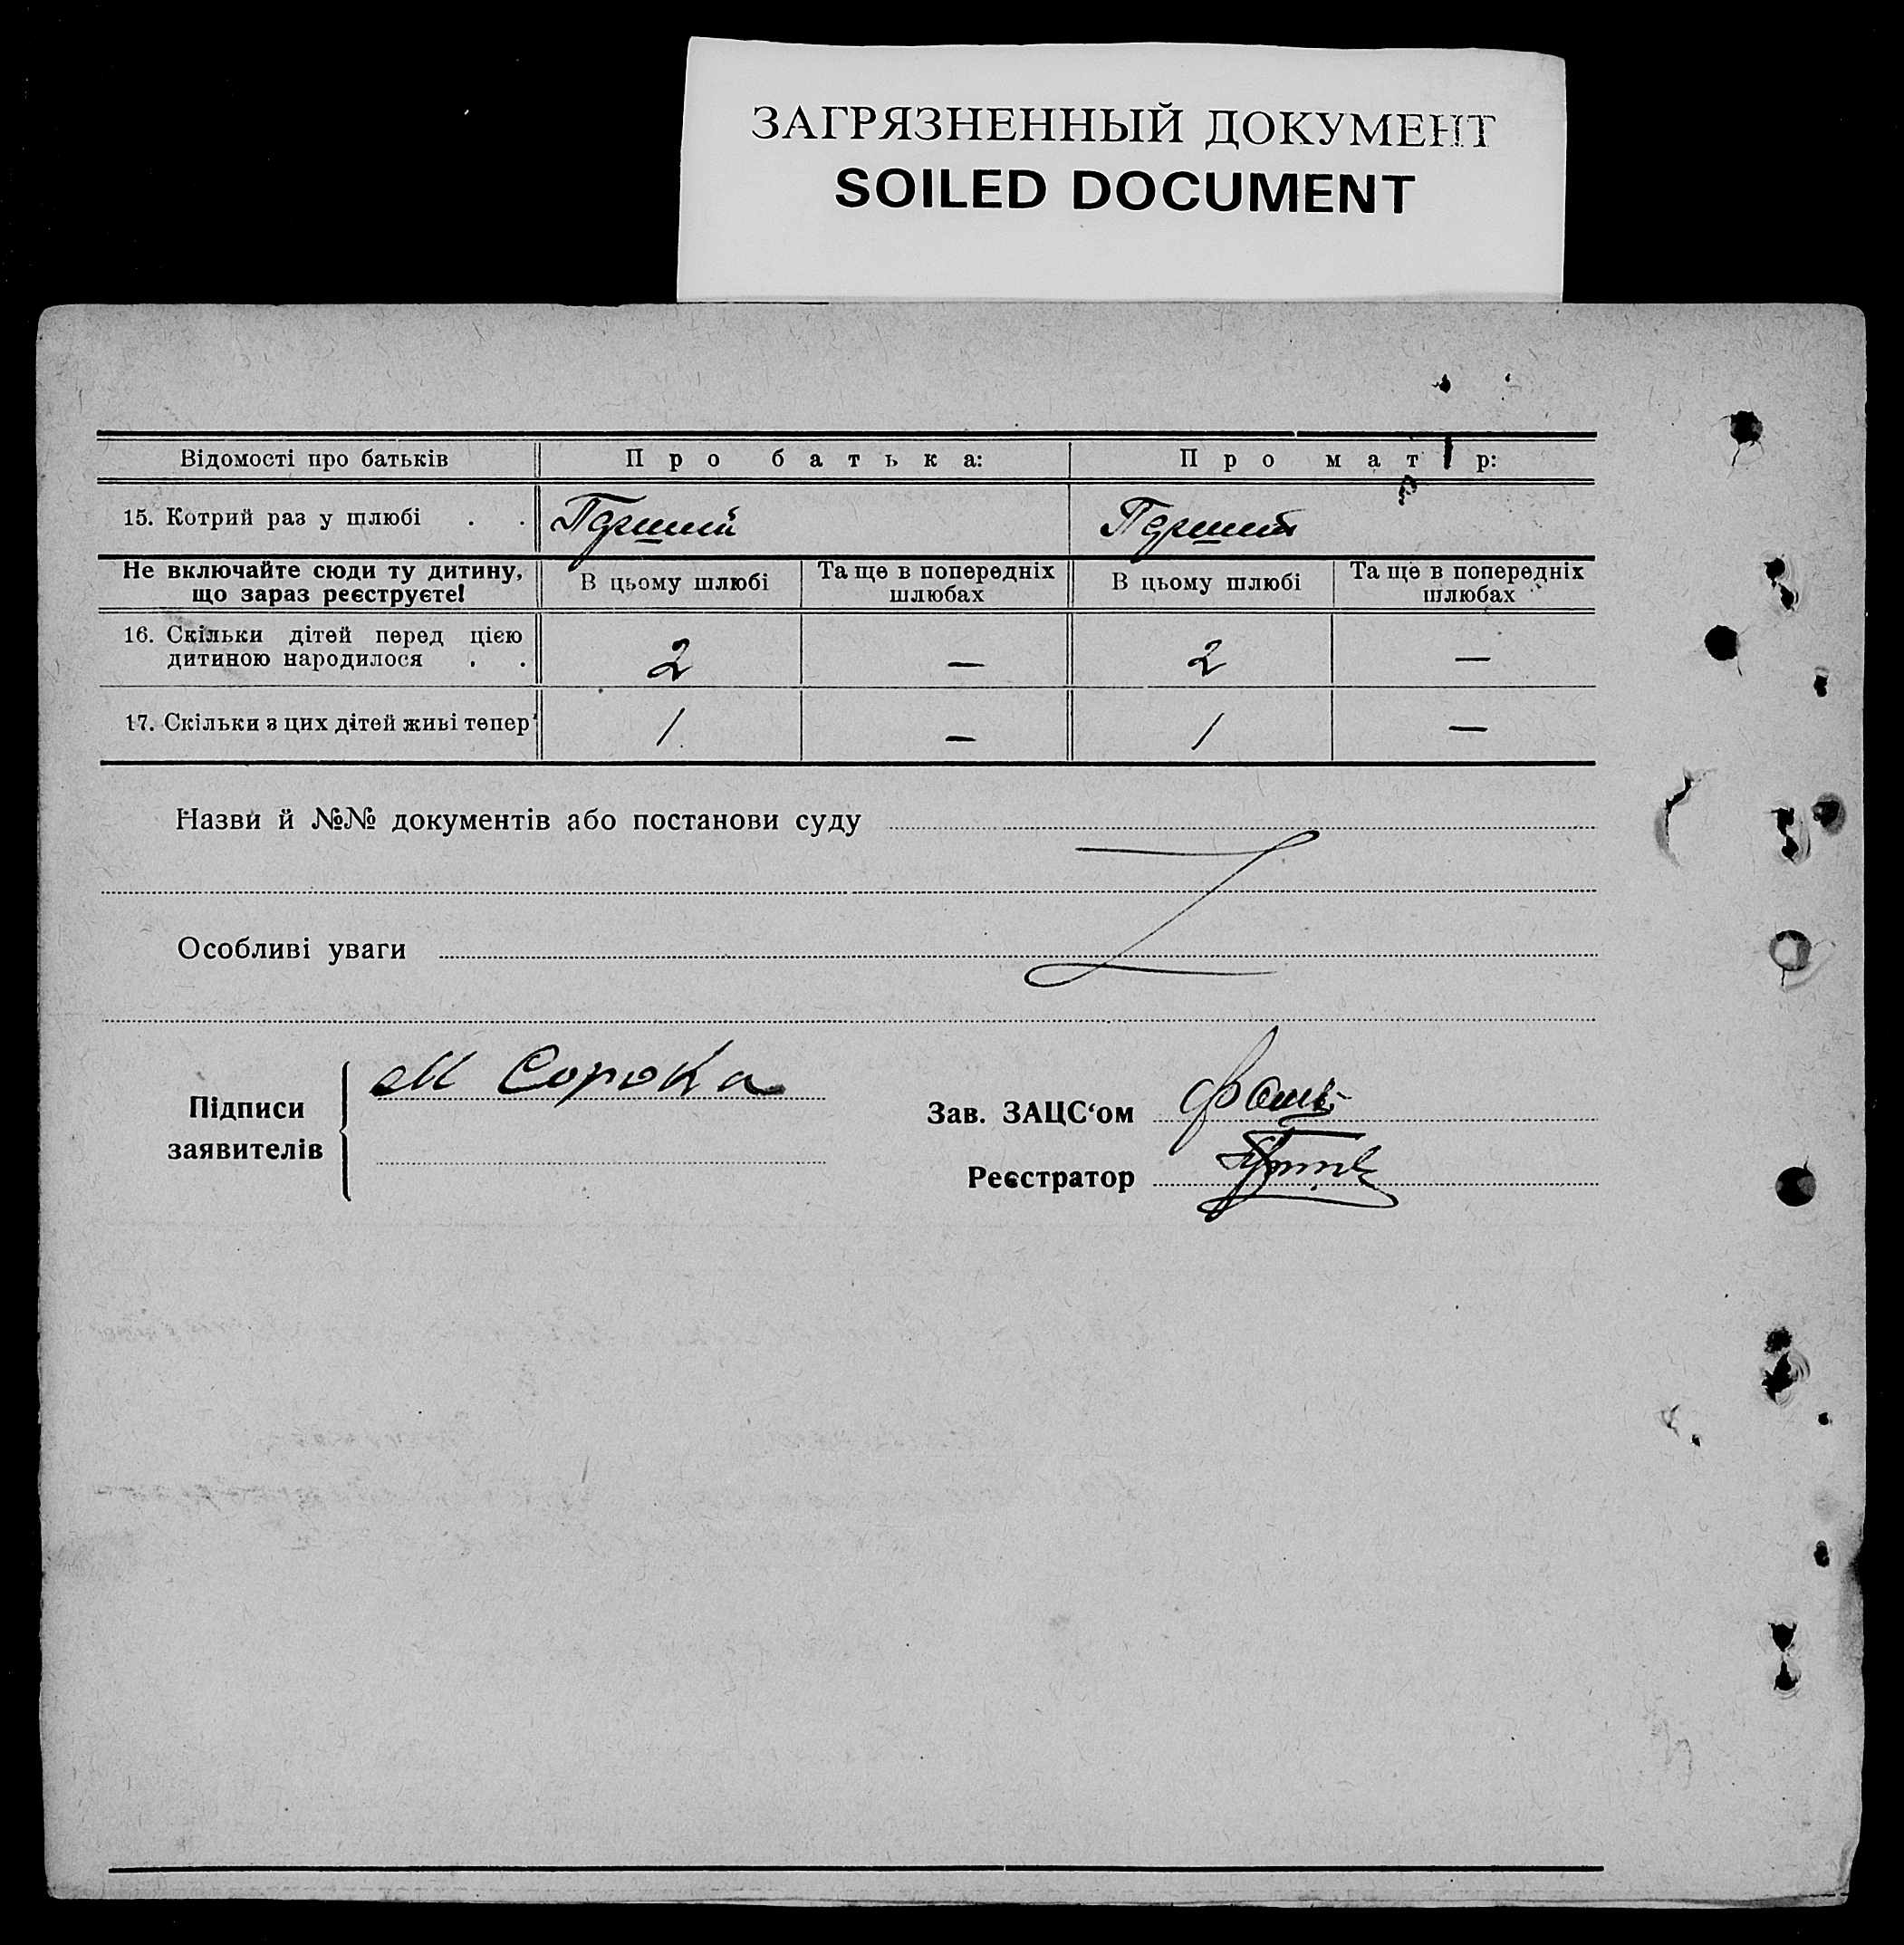 ЗАГРЯЗНЕННЫЙ ДОКУМЕНТ
SOILED DOCUMENT
Відомості про батьків Про батька: Про матір:
15. Котрий раз у шлюбі . . Перший Перший
Не включайте сюди ту дитину, що зараз реєструєте! В цьому шлюбі Та ще в попередніх шлюбах В цьому шлюбі Та ще в попередніх шлюбах
16. Скільки дітей перед цією дитиною народилося . . 2 — 2 —
17. Скільки з цих дітей живі тепер 1 — 1 —
Назви й №№ документів або постанови суду
Особливі уваги
Підписи заявителів М Сорока
Зав. ЗАЦС‘ом
Реєстратор